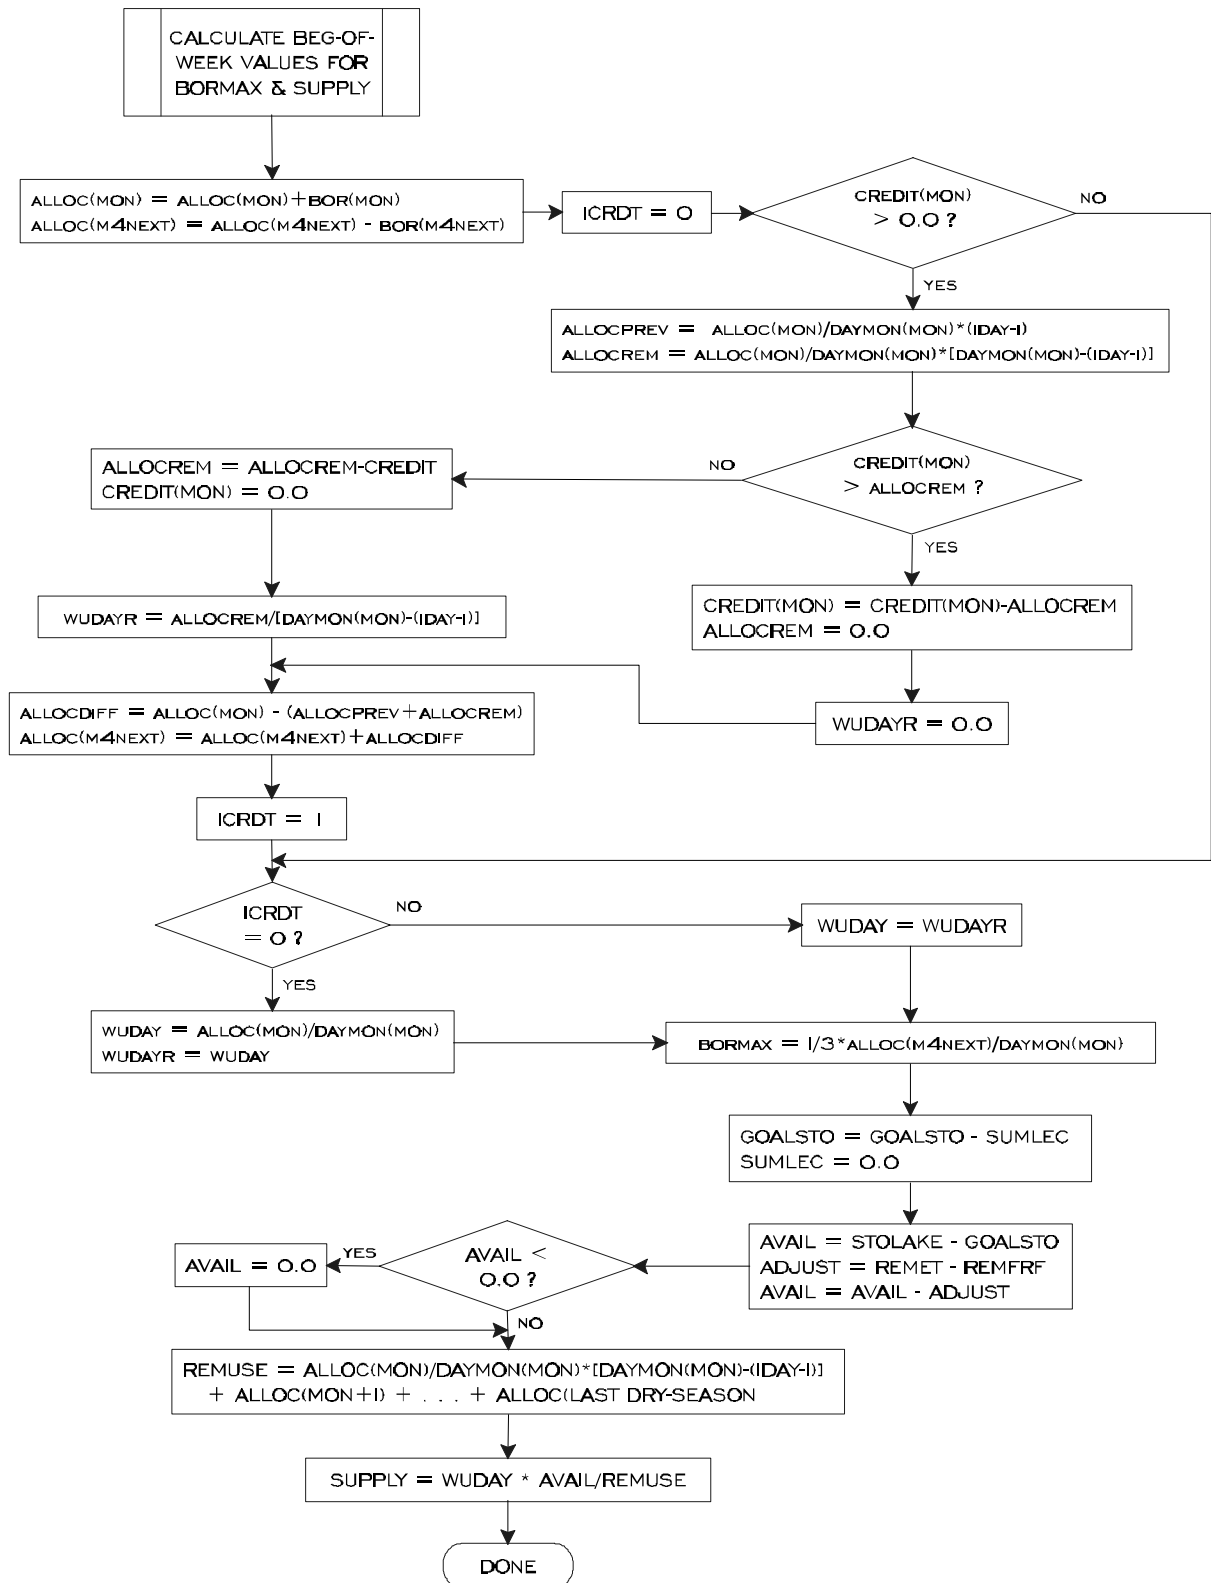 CALCULATE BEG-OF-
WEEK VALUES FOR
BORMAX & SUPPLY
ALLOC(MON) = ALLOC(MON)+BOR(MON)
ALLOC(M4NEXT) = ALLOC(M4NEXT) - BOR(M4NEXT)
ICRDT = 0
CREDIT(MON)
> 0.0 ?
NO
YES
ALLOCPREV = ALLOC(MON)/DAYMON(MON)*(IDAY-1)
ALLOCREM = ALLOC(MON)/DAYMON(MON)*[DAYMON(MON)-(IDAY-1)]
CREDIT(MON)
> ALLOCREM ?
NO
YES
ALLOCREM = ALLOCREM-CREDIT
CREDIT(MON) = 0.0
WUDAYR = ALLOCREM/[DAYMON(MON)-(IDAY-1)]
CREDIT(MON) = CREDIT(MON)-ALLOCREM
ALLOCREM = 0.0
WUDAYR = 0.0
ALLOCDIFF = ALLOC(MON) - (ALLOCPREV+ALLOCREM)
ALLOC(M4NEXT) = ALLOC(M4NEXT)+ALLOCDIFF
ICRDT = 1
ICRDT
= 0 ?
NO
YES
WUDAY = WUDAYR
WUDAY = ALLOC(MON)/DAYMON(MON)
WUDAYR = WUDAY
BORMAX = 1/3*ALLOC(M4NEXT)/DAYMON(MON)
GOALSTO = GOALSTO - SUMLEC
SUMLEC = 0.0
AVAIL = STOLAKE - GOALSTO
ADJUST = REMET - REMFRF
AVAIL = AVAIL - ADJUST
AVAIL <
0.0 ?
YES
NO
AVAIL = 0.0
REMUSE = ALLOC(MON)/DAYMON(MON)*[DAYMON(MON)-(IDAY-1)]
+ ALLOC(MON+1) + . . . + ALLOC(LAST DRY-SEASON
SUPPLY = WUDAY * AVAIL/REMUSE
DONE